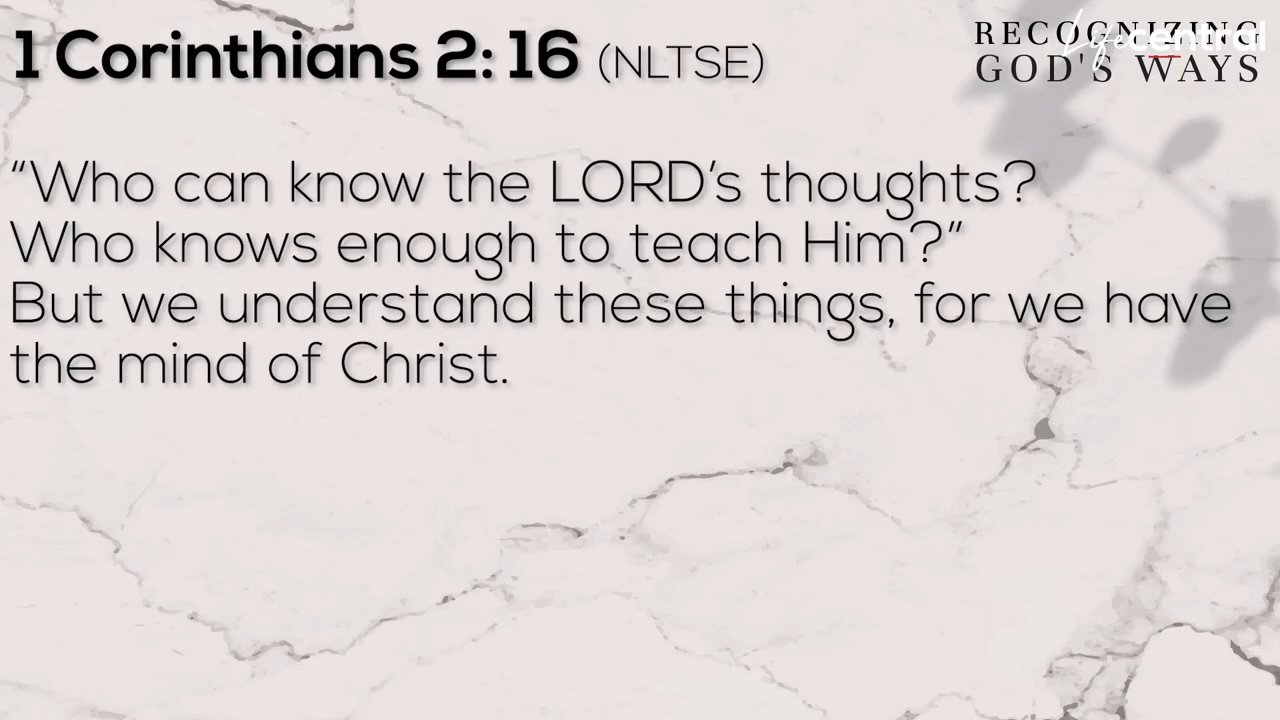 1 Corinthians 2: 16 (NLTSE)
RECOGNIZING
GOD'S WAYS
Lifecentral
“Who can know the LORD’s thoughts?
Who knows enough to teach Him?”
But we understand these things, for we have
the mind of Christ.